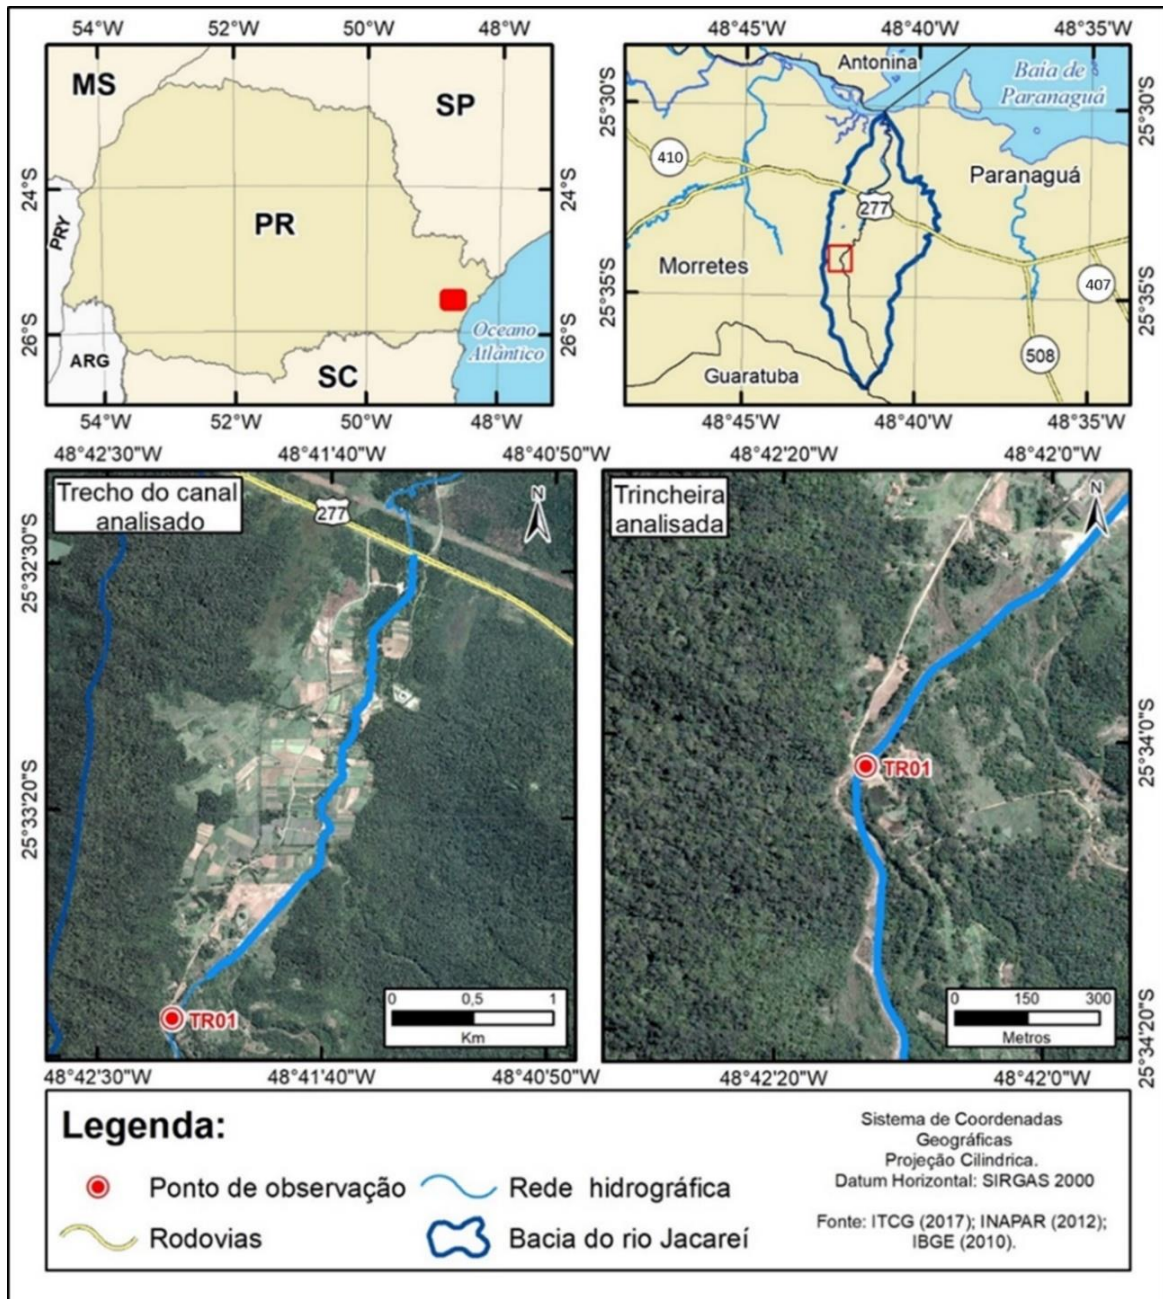 54°W 52°W 50°W 48°W
MS
SP
24°S
24°S
PR
PRY
26°S
26°S
ARG
SC
Oceano
Atlântico
54°W 52°W 50°W 48°W
48°45'W 48°40'W 48°35'W
Antonina
Baía de
Paranaguá
25°30'S
25°30'S
410
Paranaguá
277
Morretes
407
25°35'S
25°35'S
508
Guaratuba
48°45'W 48°40'W 48°35'W
48°42'30"W 48°41'40"W 48°40'50"W
Trecho do canal
analisado
277
N
25°32'30"S
25°33'20"S
TR01
0 0,5 1
Km
48°42'30"W 48°41'40"W 48°40'50"W
48°42'20"W 48°42'0"W
Trincheira
analisada
N
25°34'0"S
TR01
0 150 300
Metros
25°34'20"S
48°42'20"W 48°42'0"W
Legenda:
Ponto de observação
Rede hidrográfica
Rodovias
Bacia do rio Jacareí
Sistema de Coordenadas
Geográficas
Projeção Cilindrica.
Datum Horizontal: SIRGAS 2000
Fonte: ITCG (2017); INAPAR (2012);
IBGE (2010).